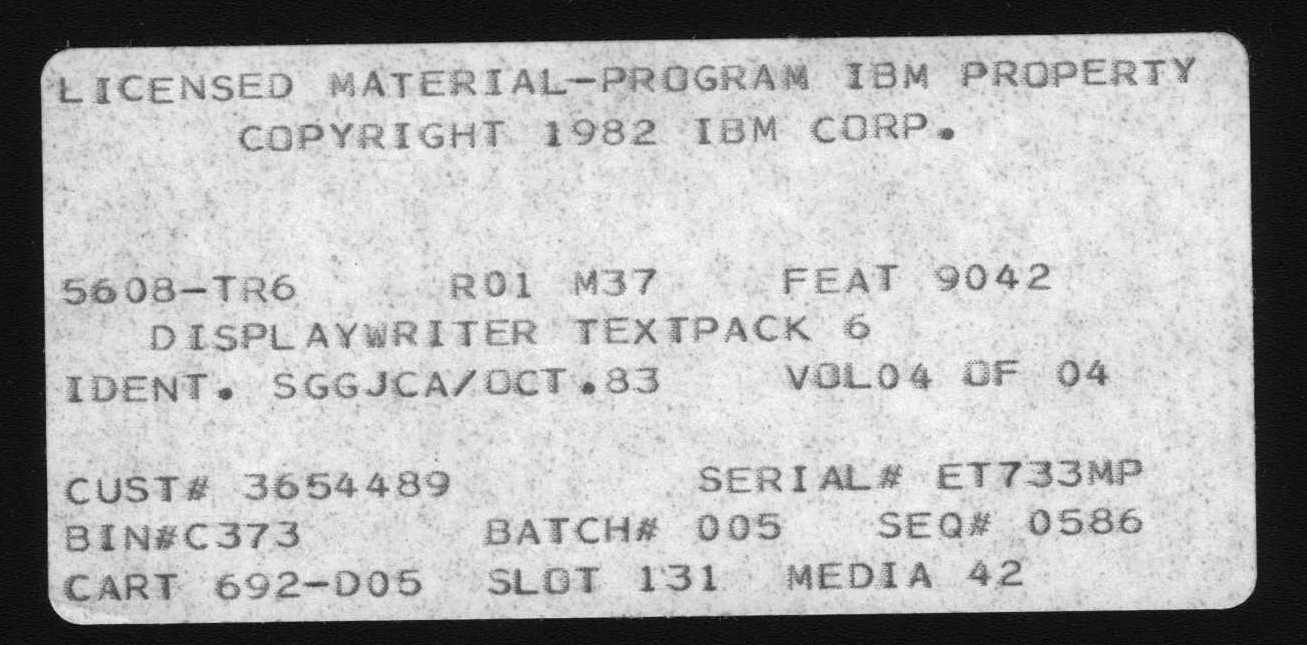 LICENSED MATERIAL-PROGRAM IBM PROPERTY
COPYRIGHT 1982 IBM CORP.
5608-TR6 R01 M37 FEAT 9042
DISPLAYWRITER TEXTPACK 6
IDENT. SGGJCA/OCT.83 VOL04 OF 04
CUST# 3654489 SERIAL# ET733MP
BIN#C373 BATCH# 005 SEQ# 0586
CART 692-D05 SLOT 131 MEDIA 42